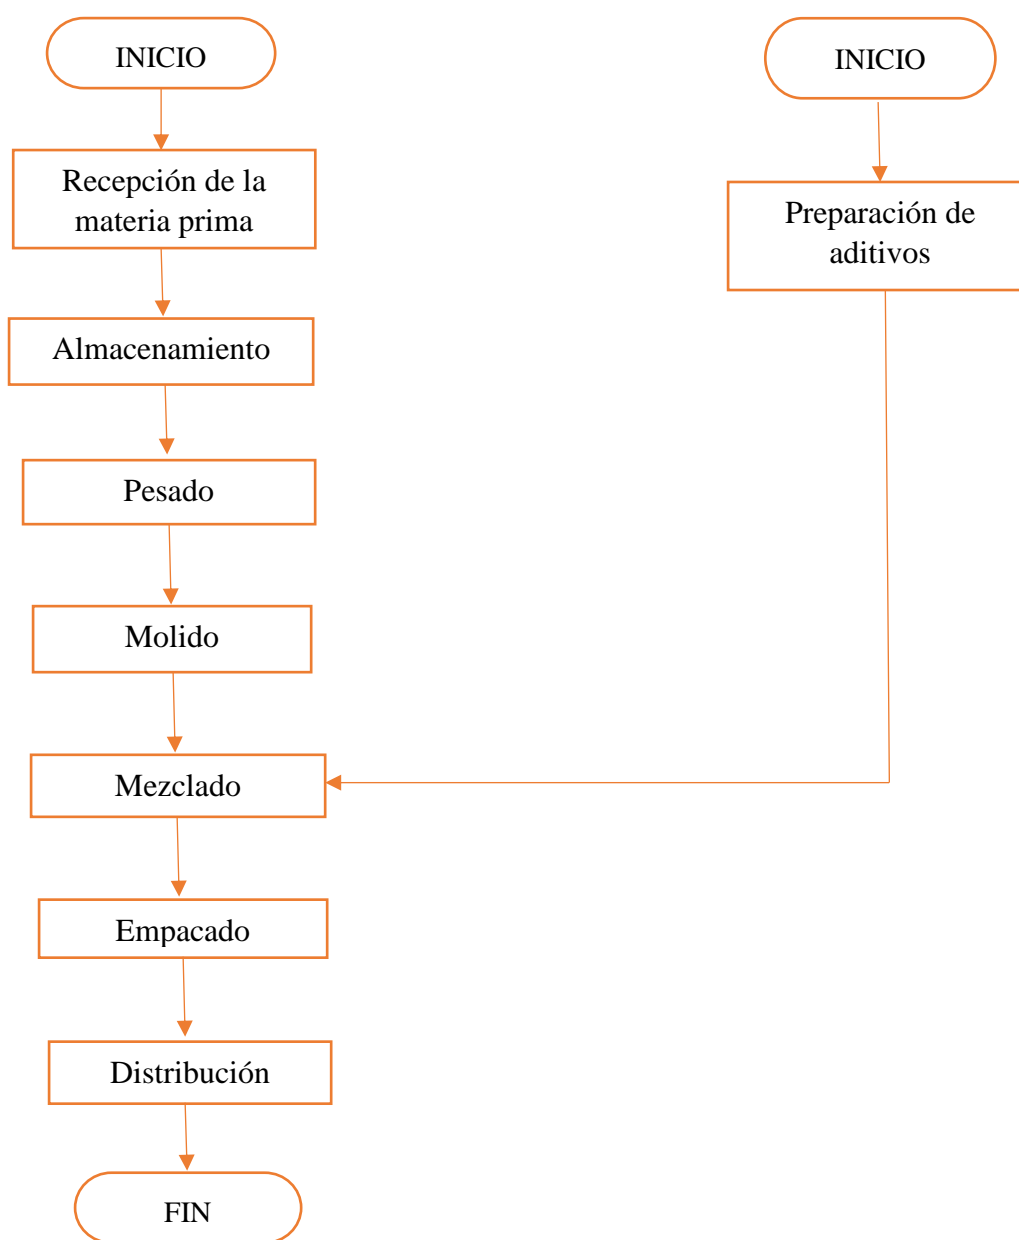 INICIO
INICIO
Recepción de la
materia prima
Preparación de
aditivos
Almacenamiento
Pesado
Molido
Mezclado
Empacado
Distribución
FIN